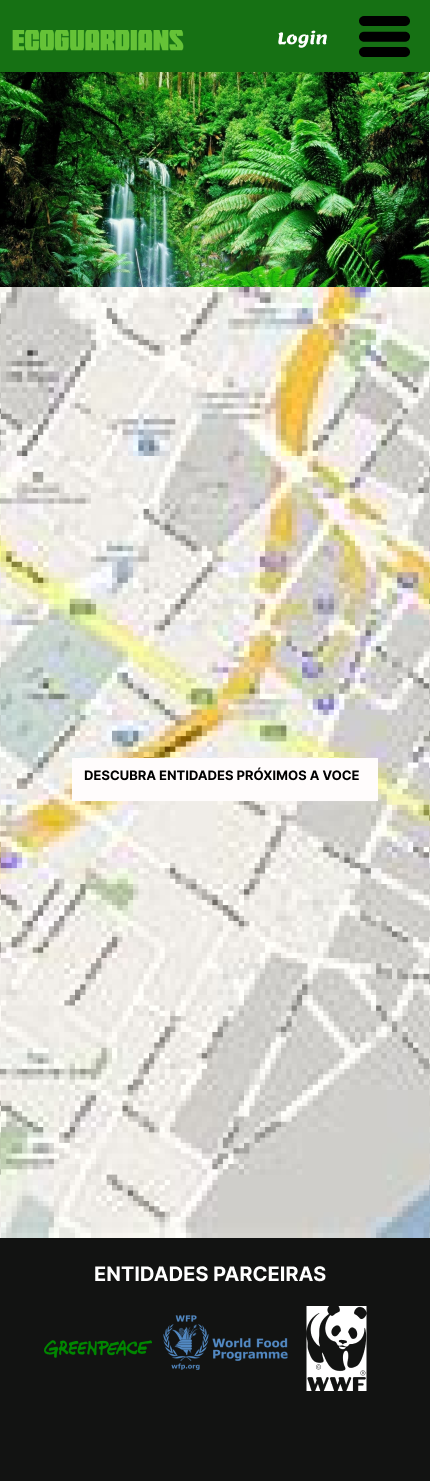 ECOGUARDIANS
Login
DESCUBRA ENTIDADES PRÓXIMOS A VOCE
ENTIDADES PARCEIRAS
GREENPEACE
WFP
wfp.org
World Food
Programme
WWF